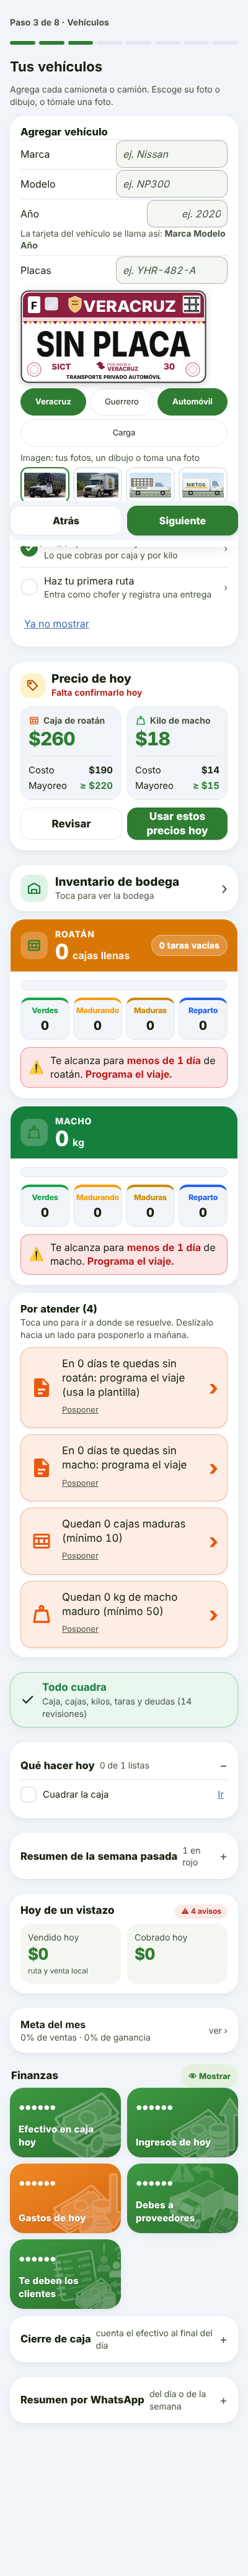 Paso 3 de 8 · Vehículos
Tus vehículos
Agrega cada camioneta o camión. Escoge su foto o
dibujo, o tómale una foto.
Agregar vehículo
Marca
ej. Nissan
Modelo
ej. NP300
Año
ej. 2020
La tarjeta del vehículo se llama así: Marca Modelo
Año
Placas
ej. YHR-482-A
F
VERACRUZ
SIN PLACA
SICT
VERACRUZ
30
TRANSPORTE PRIVADO AUTOMÓVIL
Veracruz
Guerrero
Automóvil
Carga
Imagen: tus fotos, un dibujo o toma una foto
NIETOS
Atrás
Siguiente
Lo que cobras por caja y por kilo
Haz tu primera ruta
Entra como chofer y registra una entrega
Ya no mostrar
Precio de hoy
Falta confirmarlo hoy
Caja de roatán
$260
Costo $190
Mayoreo ≥ $220
Kilo de macho
$18
Costo $14
Mayoreo ≥ $15
Revisar
Usar estos
precios hoy
Inventario de bodega
Toca para ver la bodega
ROATÁN
0 cajas llenas
0 taras vacías
Verdes
0
Madurando
0
Maduras
0
Reparto
0
Te alcanza para menos de 1 día de
roatán. Programa el viaje.
MACHO
0 kg
Verdes
0
Madurando
0
Maduras
0
Reparto
0
Te alcanza para menos de 1 día de
macho. Programa el viaje.
Por atender (4)
Toca uno para ir a donde se resuelve. Deslízalo
hacia un lado para posponerlo a mañana.
En 0 días te quedas sin
roatán: programa el viaje
(usa la plantilla)
Posponer
En 0 días te quedas sin
macho: programa el viaje
Posponer
Quedan 0 cajas maduras
(mínimo 10)
Posponer
Quedan 0 kg de macho
maduro (mínimo 50)
Posponer
Todo cuadra
Caja, cajas, kilos, taras y deudas (14
revisiones)
Qué hacer hoy 0 de 1 listas
Cuadrar la caja
Ir
Resumen de la semana pasada 1 en
rojo
Hoy de un vistazo
4 avisos
Vendido hoy
$0
ruta y venta local
Cobrado hoy
$0
Meta del mes
0% de ventas · 0% de ganancia
ver ›
Finanzas
Mostrar
••••••
Efectivo en caja
hoy
••••••
Ingresos de hoy
••••••
Gastos de hoy
••••••
Debes a
proveedores
••••••
Te deben los
clientes
Cierre de caja cuenta el efectivo al final del
día
Resumen por WhatsApp del día o de la
semana